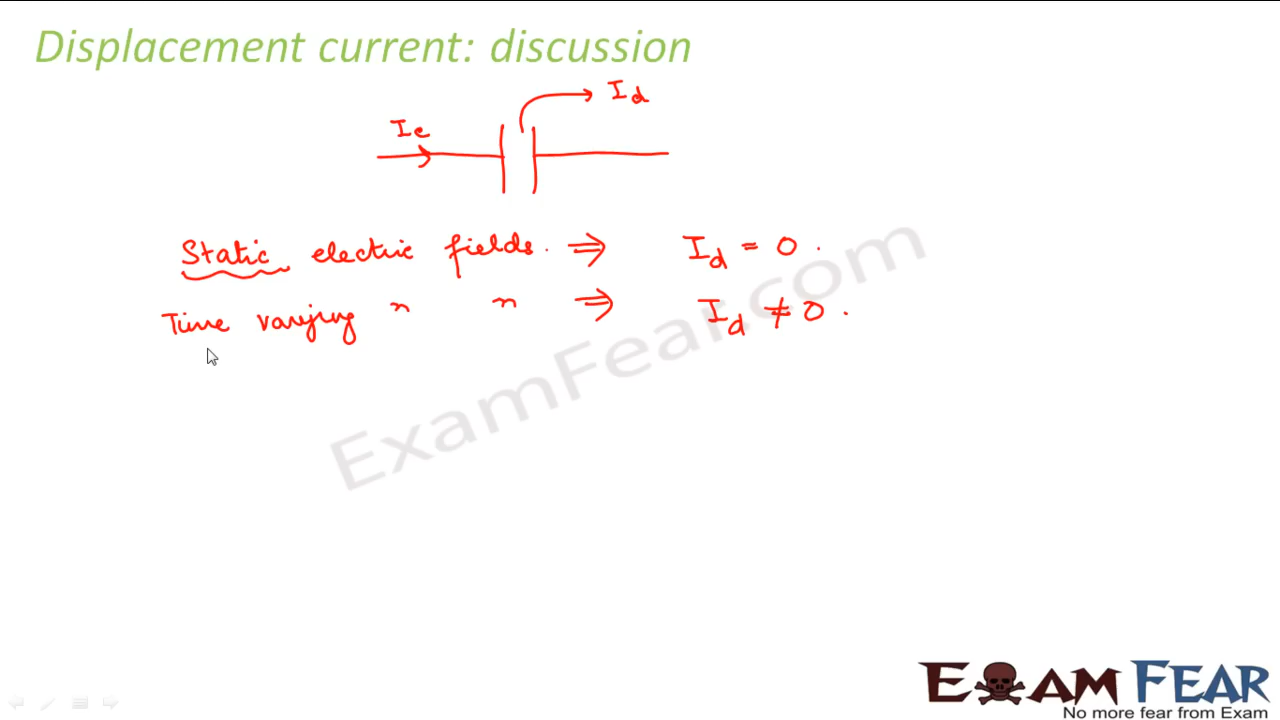 Displacement current: discussion
Id
Ic
Static electric fields. ⇒ Id = 0.
Time varying " " ⇒ Id ≠ 0.
ExamFear.com
EXAM FEAR
No more fear from Exam